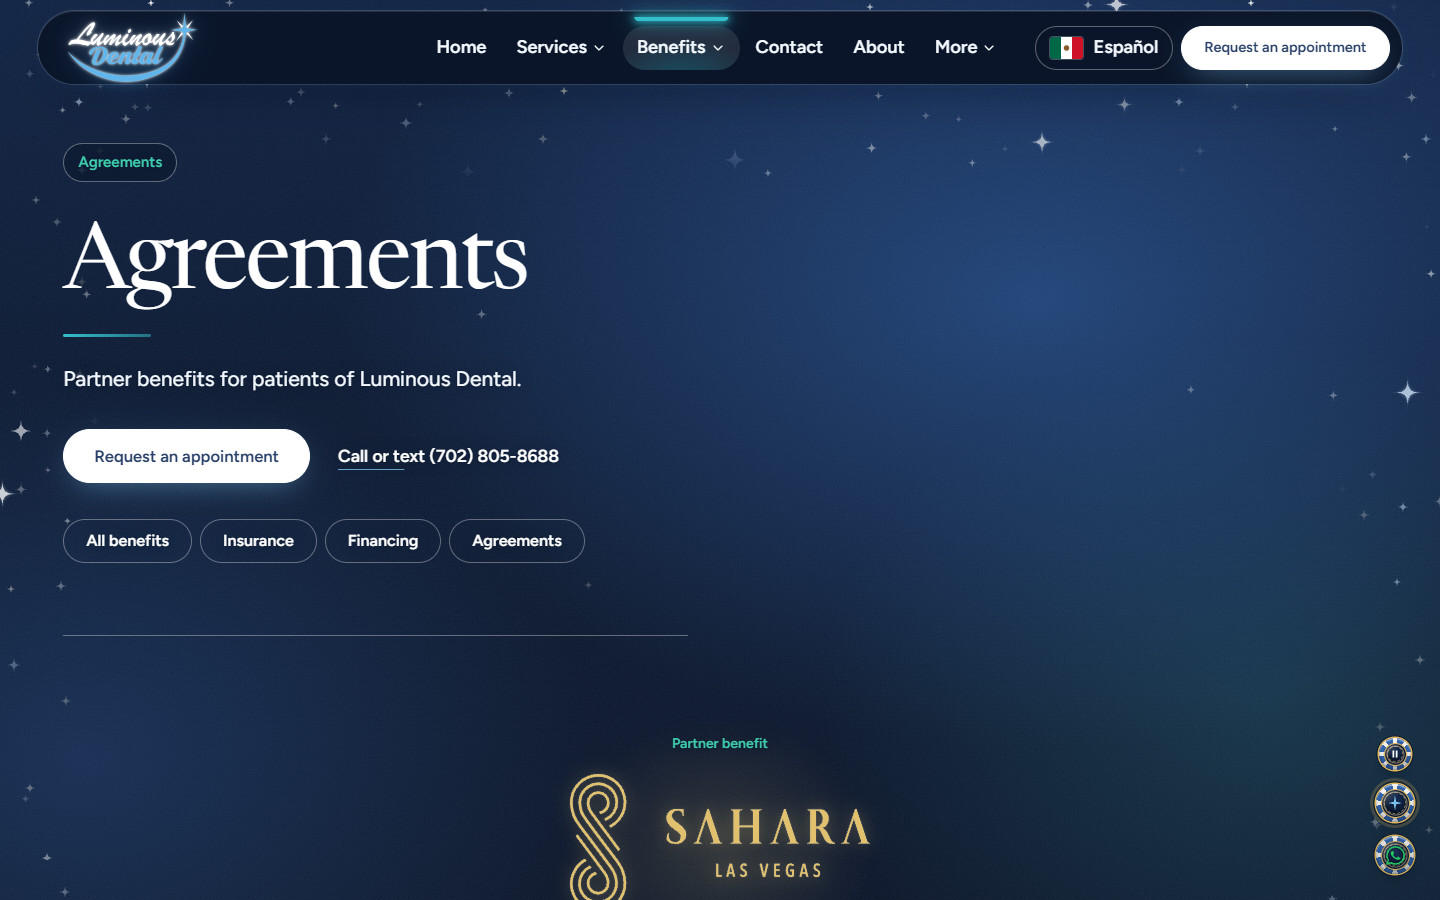 Luminous
Dental
Home
Services
Benefits
Contact
About
More
Español
Request an appointment
Agreements
Agreements
Partner benefits for patients of Luminous Dental.
Request an appointment
Call or text (702) 805-8688
All benefits
Insurance
Financing
Agreements
Partner benefit
SAHARA
LAS VEGAS